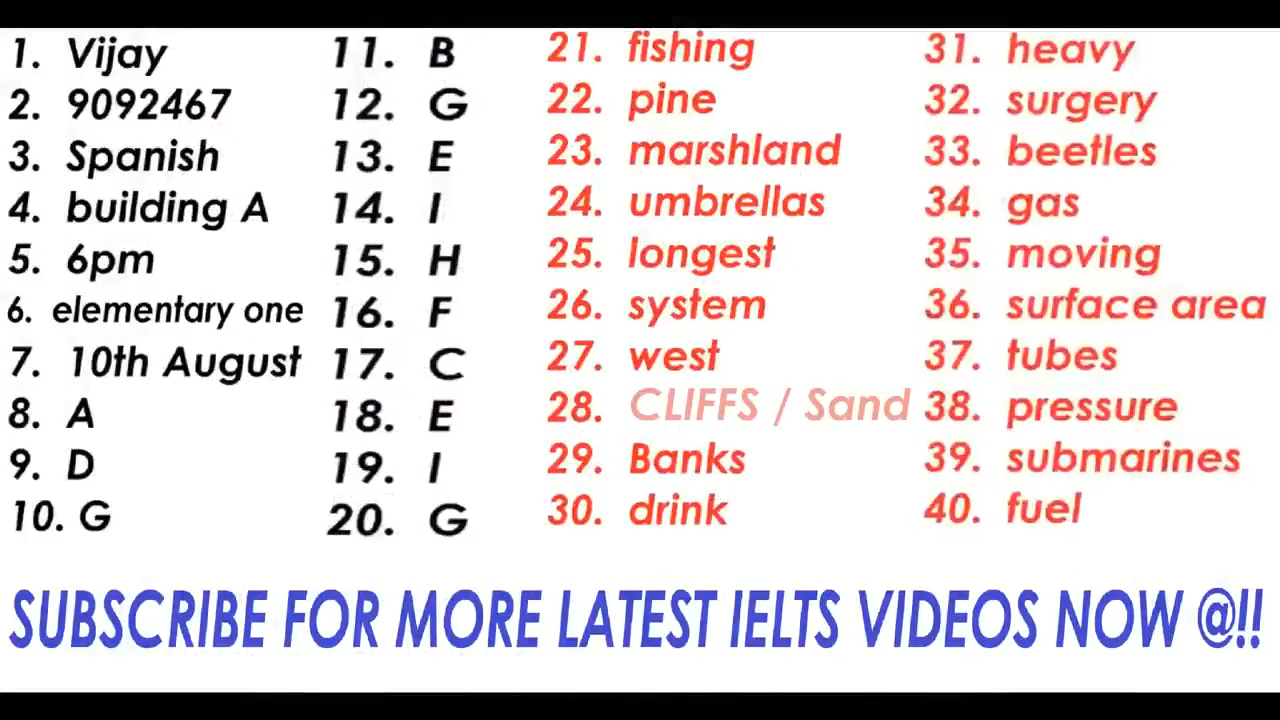 1. Vijay
2. 9092467
3. Spanish
4. building A
5. 6pm
6. elementary one
7. 10th August
8. A
9. D
10. G
11. B
12. G
13. E
14. I
15. H
16. F
17. C
18. E
19. I
20. G
21. fishing
22. pine
23. marshland
24. umbrellas
25. longest
26. system
27. west
28. CLIFFS / Sand
29. Banks
30. drink
31. heavy
32. surgery
33. beetles
34. gas
35. moving
36. surface area
37. tubes
38. pressure
39. submarines
40. fuel
SUBSCRIBE FOR MORE LATEST IELTS VIDEOS NOW @!!